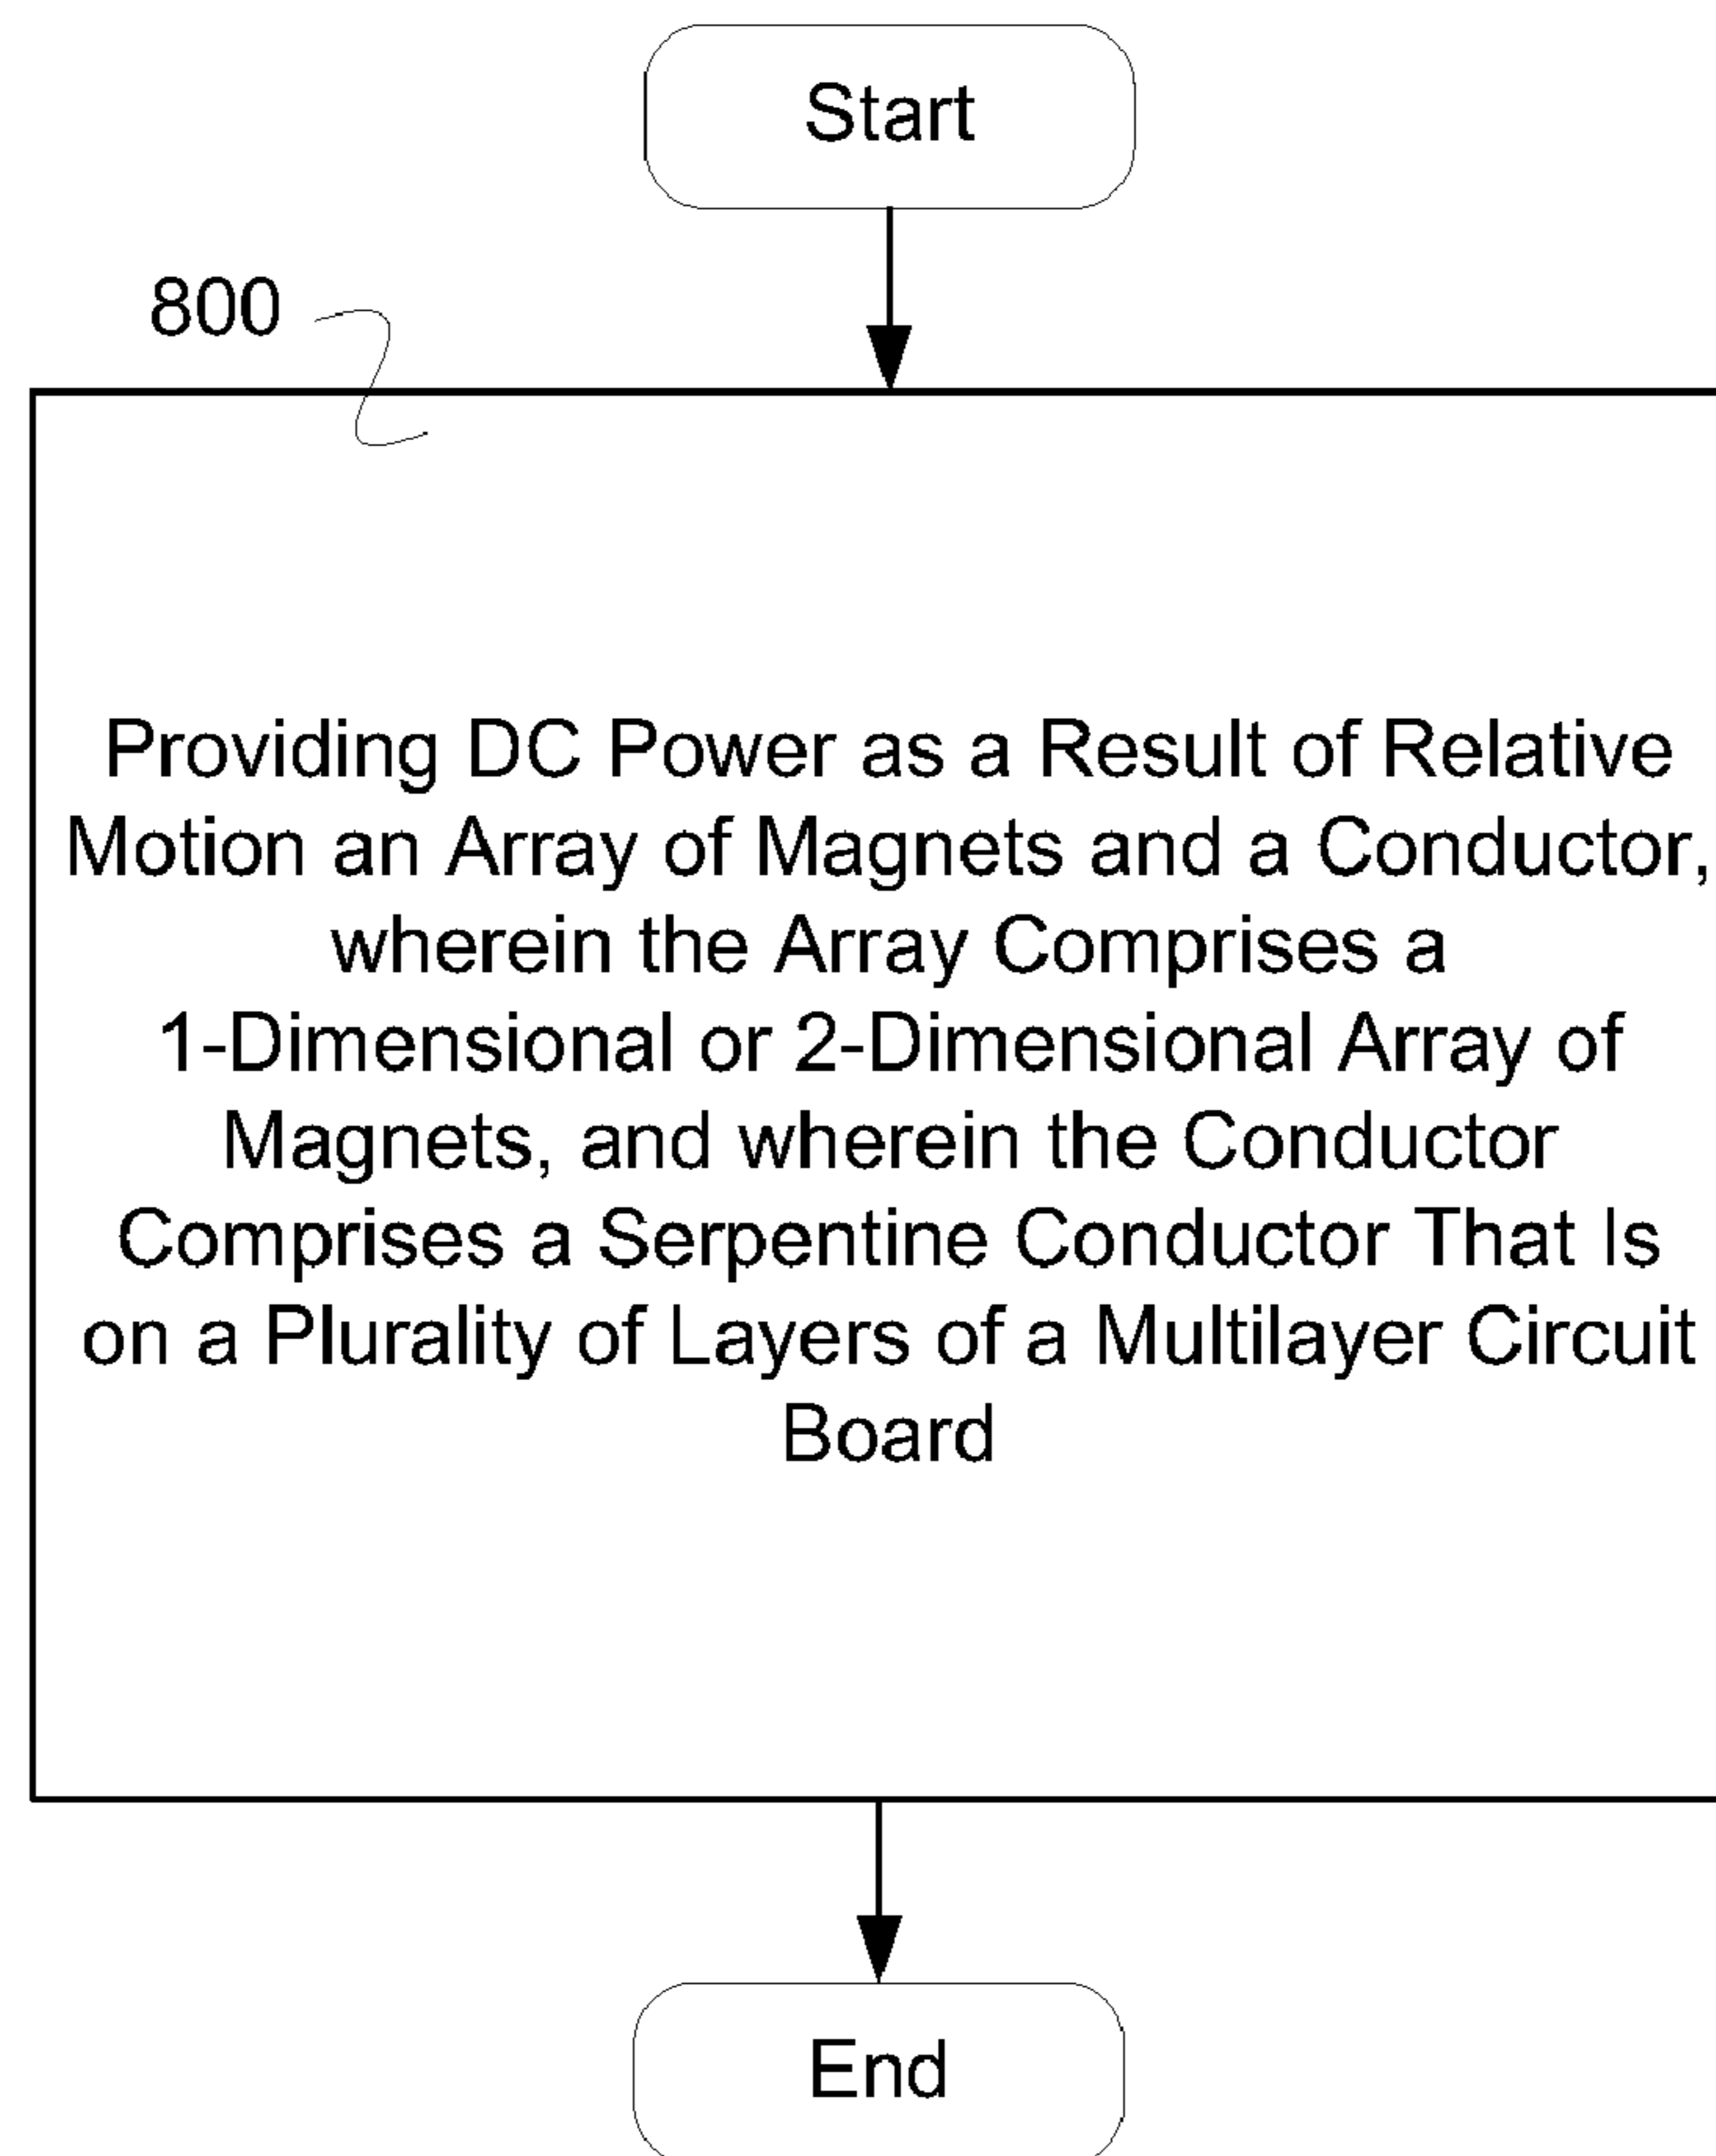 Start
800
Providing DC Power as a Result of Relative
Motion an Array of Magnets and a Conductor,
wherein the Array Comprises a
1-Dimensional or 2-Dimensional Array of
Magnets, and wherein the Conductor
Comprises a Serpentine Conductor That Is
on a Plurality of Layers of a Multilayer Circuit
Board
End